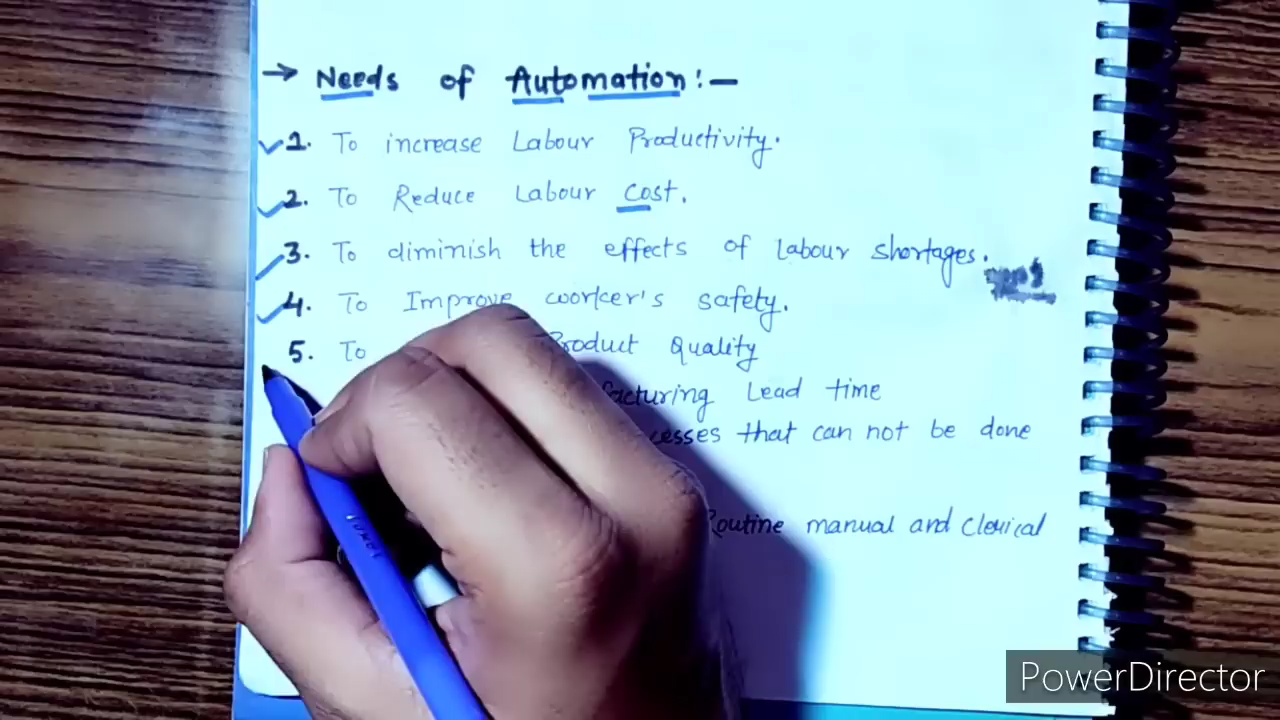 → Needs of Automation:-
1. To increase Labour Productivity.
2. To Reduce Labour cost.
3. To diminish the effects of labour shortages.
4. To Improve worker's safety.
5. To Product Quality
facturing Lead time
cesses that can not be done
Routine manual and Clerical
PowerDirector